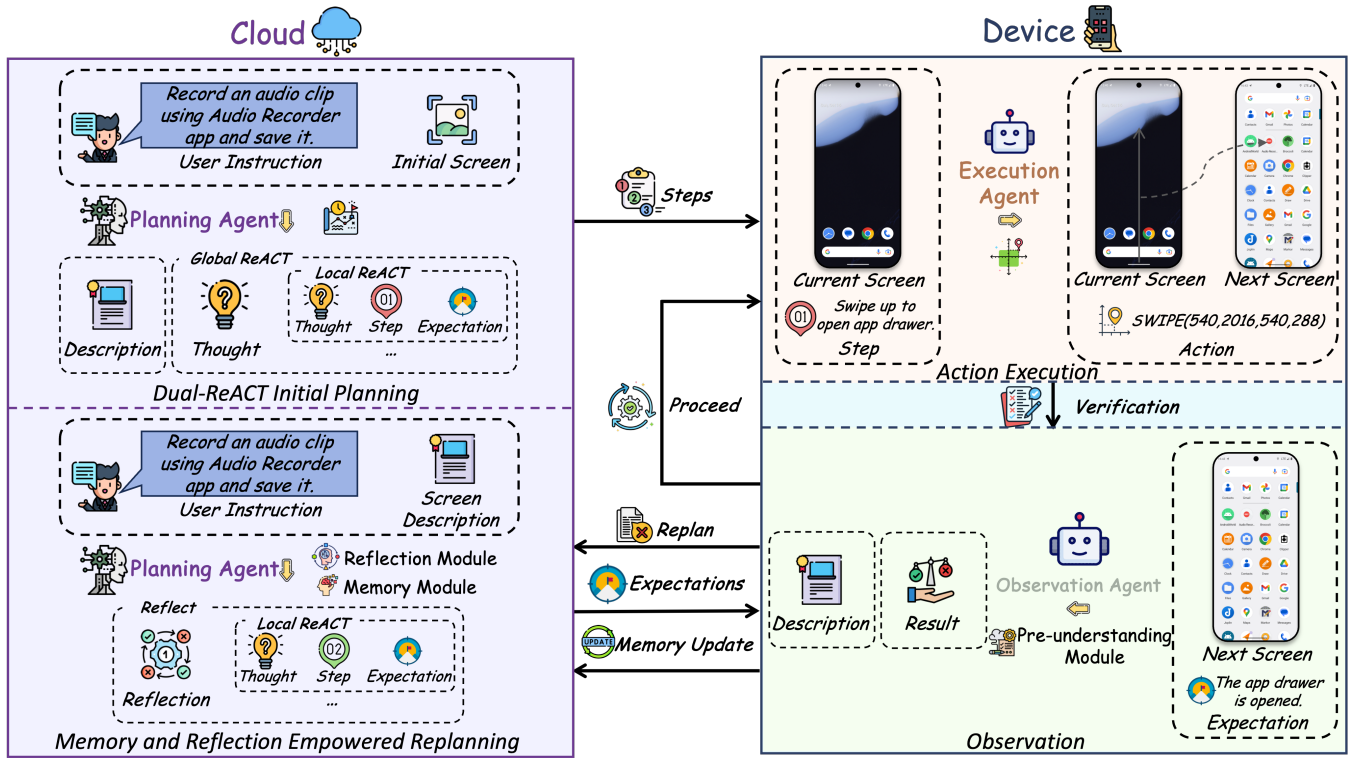 Cloud
Device
Record an audio clip
using Audio Recorder
app and save it.
User Instruction
Initial Screen
Planning Agent
Global ReACT
Local ReACT
Thought
Step
Expectation
...
Description
Thought
Dual-ReACT Initial Planning
Record an audio clip
using Audio Recorder
app and save it.
User Instruction
Screen
Description
Planning Agent
Reflection Module
Memory Module
Reflect
Local ReACT
Thought
Step
Expectation
...
Reflection
Memory and Reflection Empowered Replanning
Steps
Proceed
Replan
Expectations
UPDATE
Memory Update
Current Screen
01
Swipe up to
open app drawer.
Step
Execution
Agent
Current Screen
Next Screen
SWIPE(540,2016,540,288)
Action
Action Execution
Verification
Description
Result
Observation Agent
Pre-understanding
Module
Next Screen
The app drawer
is opened.
Expectation
Observation